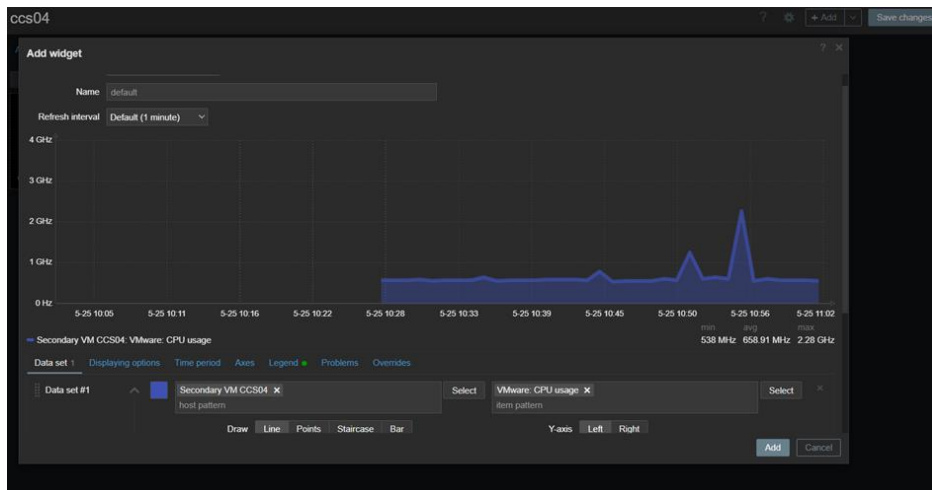 ccs04
? + Add Save changes
Add widget
? ×
Name default
Refresh interval Default (1 minute)
4 GHz
3 GHz
2 GHz
1 GHz
0 Hz
5-25 10:05 5-25 10:11 5-25 10:16 5-25 10:22 5-25 10:28 5-25 10:33 5-25 10:39 5-25 10:45 5-25 10:50 5-25 10:56 5-25 11:02
min avg max
Secondary VM CCS04: VMware: CPU usage 538 MHz 658.91 MHz 2.28 GHz
Data set 1 Displaying options Time period Axes Legend Problems Overrides
Data set #1 Secondary VM CCS04 × Select VMware: CPU usage × Select ×
host pattern item pattern
Draw Line Points Staircase Bar Y-axis Left Right
Add Cancel